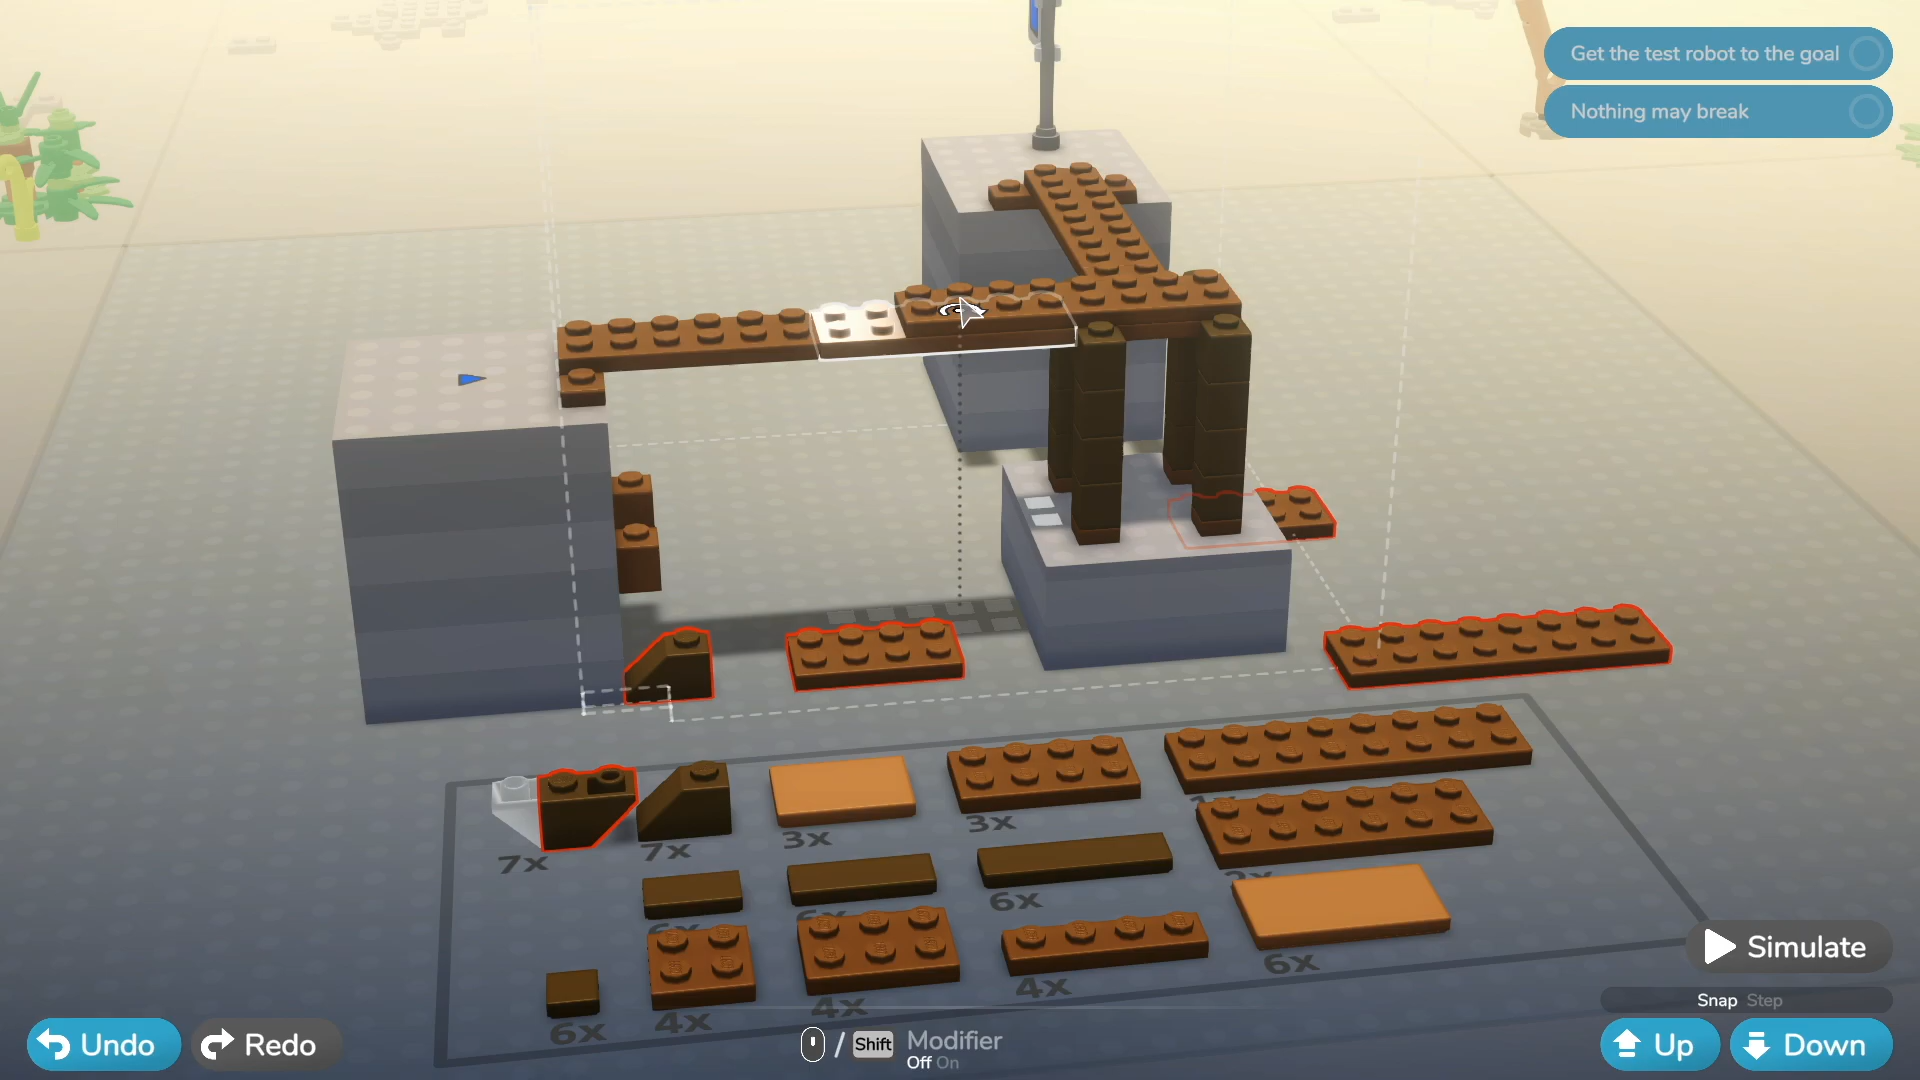 Get the test robot to the goal
Nothing may break
7x
7x
3x
3x
6x
6x
4x
4x
4x
6x
Simulate
Snap Step
Undo
Redo
/ Shift Modifier
Off On
Up
Down